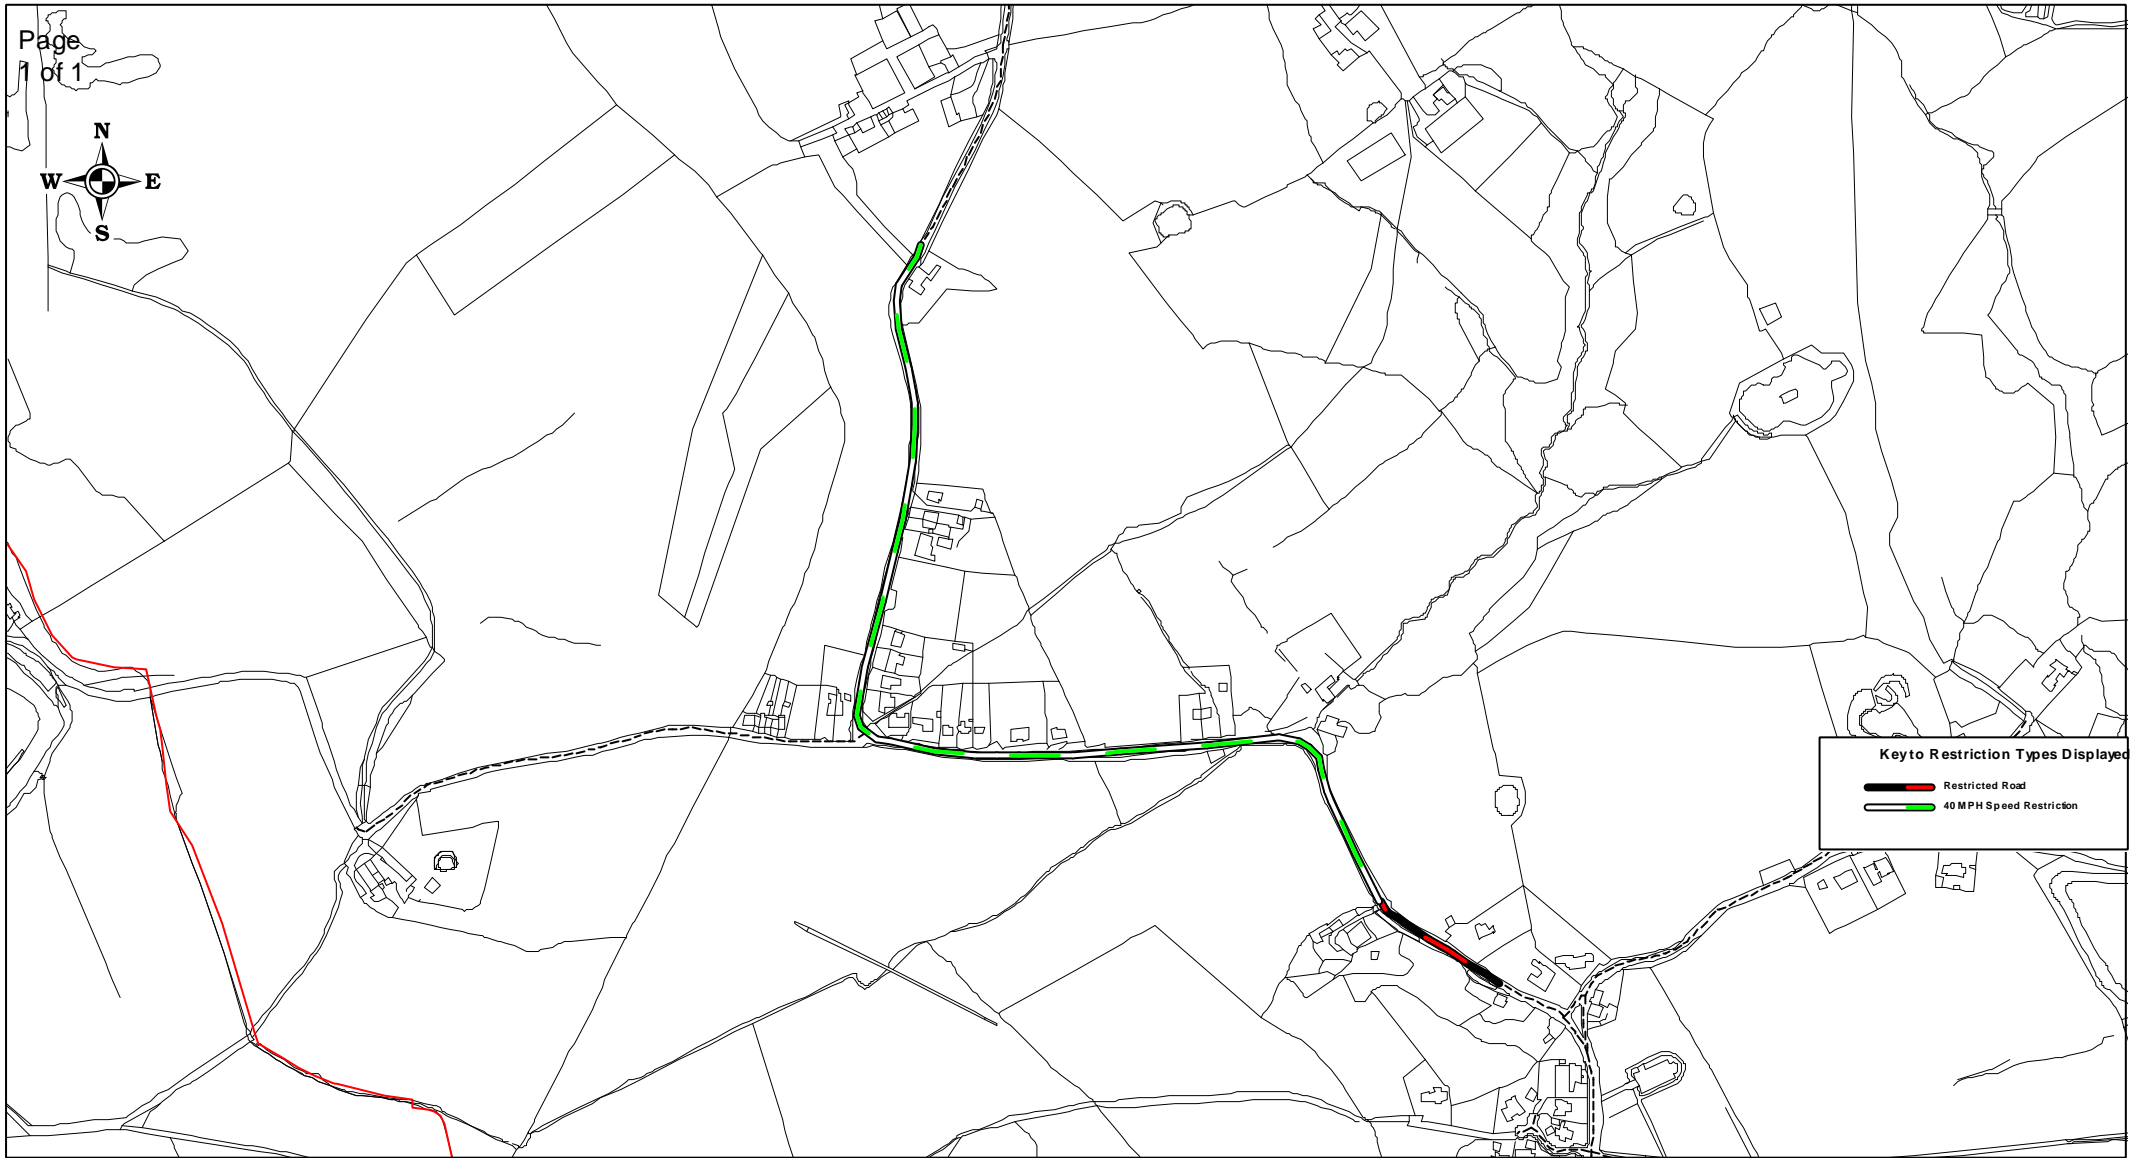 Page
1 of 1
N
W E
S
Key to Restriction Types Displayed
Restricted Road
40 MPH Speed Restriction